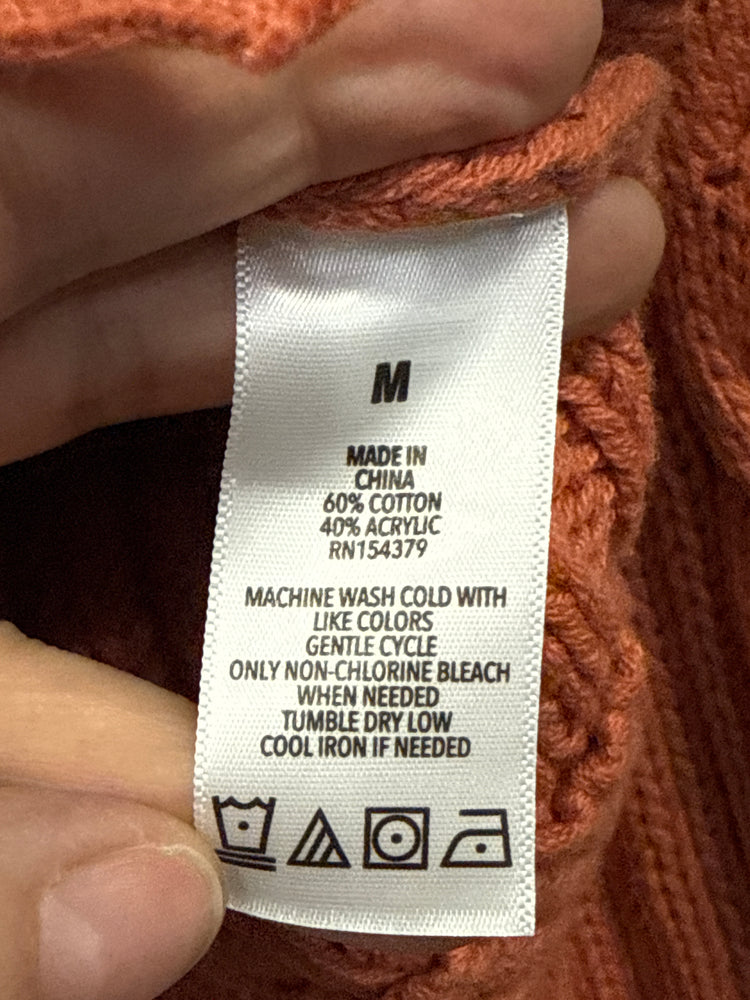 M
MADE IN
CHINA
60% COTTON
40% ACRYLIC
RN154379
MACHINE WASH COLD WITH
LIKE COLORS
GENTLE CYCLE
ONLY NON-CHLORINE BLEACH
WHEN NEEDED
TUMBLE DRY LOW
COOL IRON IF NEEDED